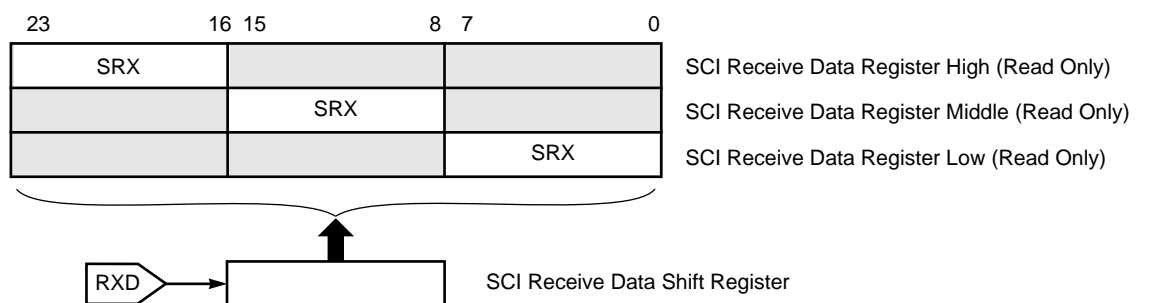 23 16 15 8 7 0
SRX SCI Receive Data Register High (Read Only)
SRX SCI Receive Data Register Middle (Read Only)
SRX SCI Receive Data Register Low (Read Only)
RXD SCI Receive Data Shift Register